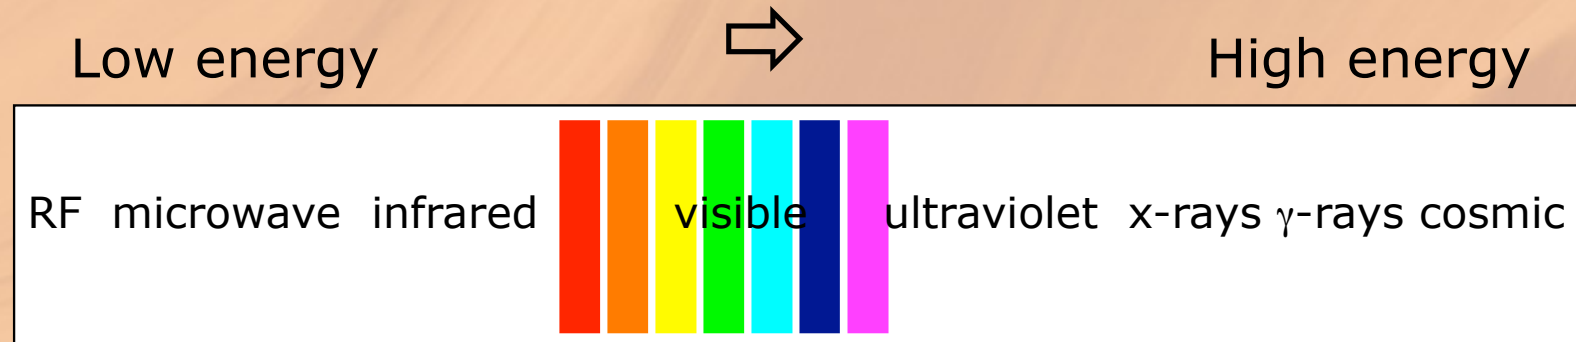 Low energy ⇨ High energy
RF microwave infrared visible ultraviolet x-rays γ-rays cosmic